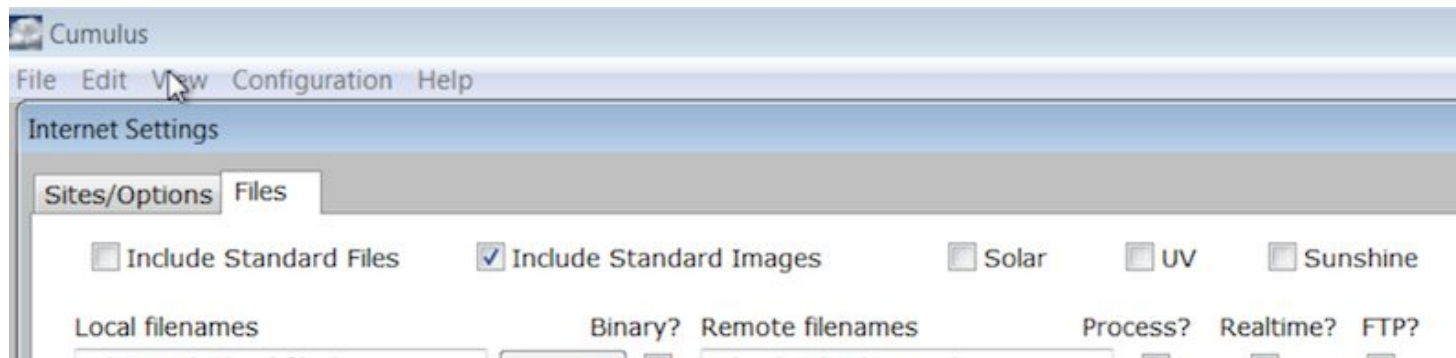 Cumulus
File Edit View Configuration Help
Internet Settings
Sites/Options Files
Include Standard Files Include Standard Images Solar UV Sunshine
Local filenames Binary? Remote filenames Process? Realtime? FTP?